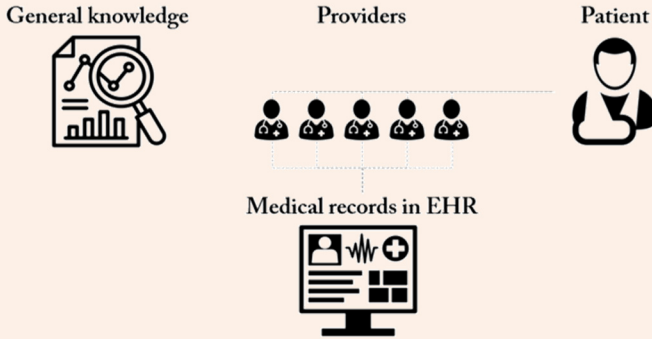 General knowledge
Providers
Patient
Medical records in EHR